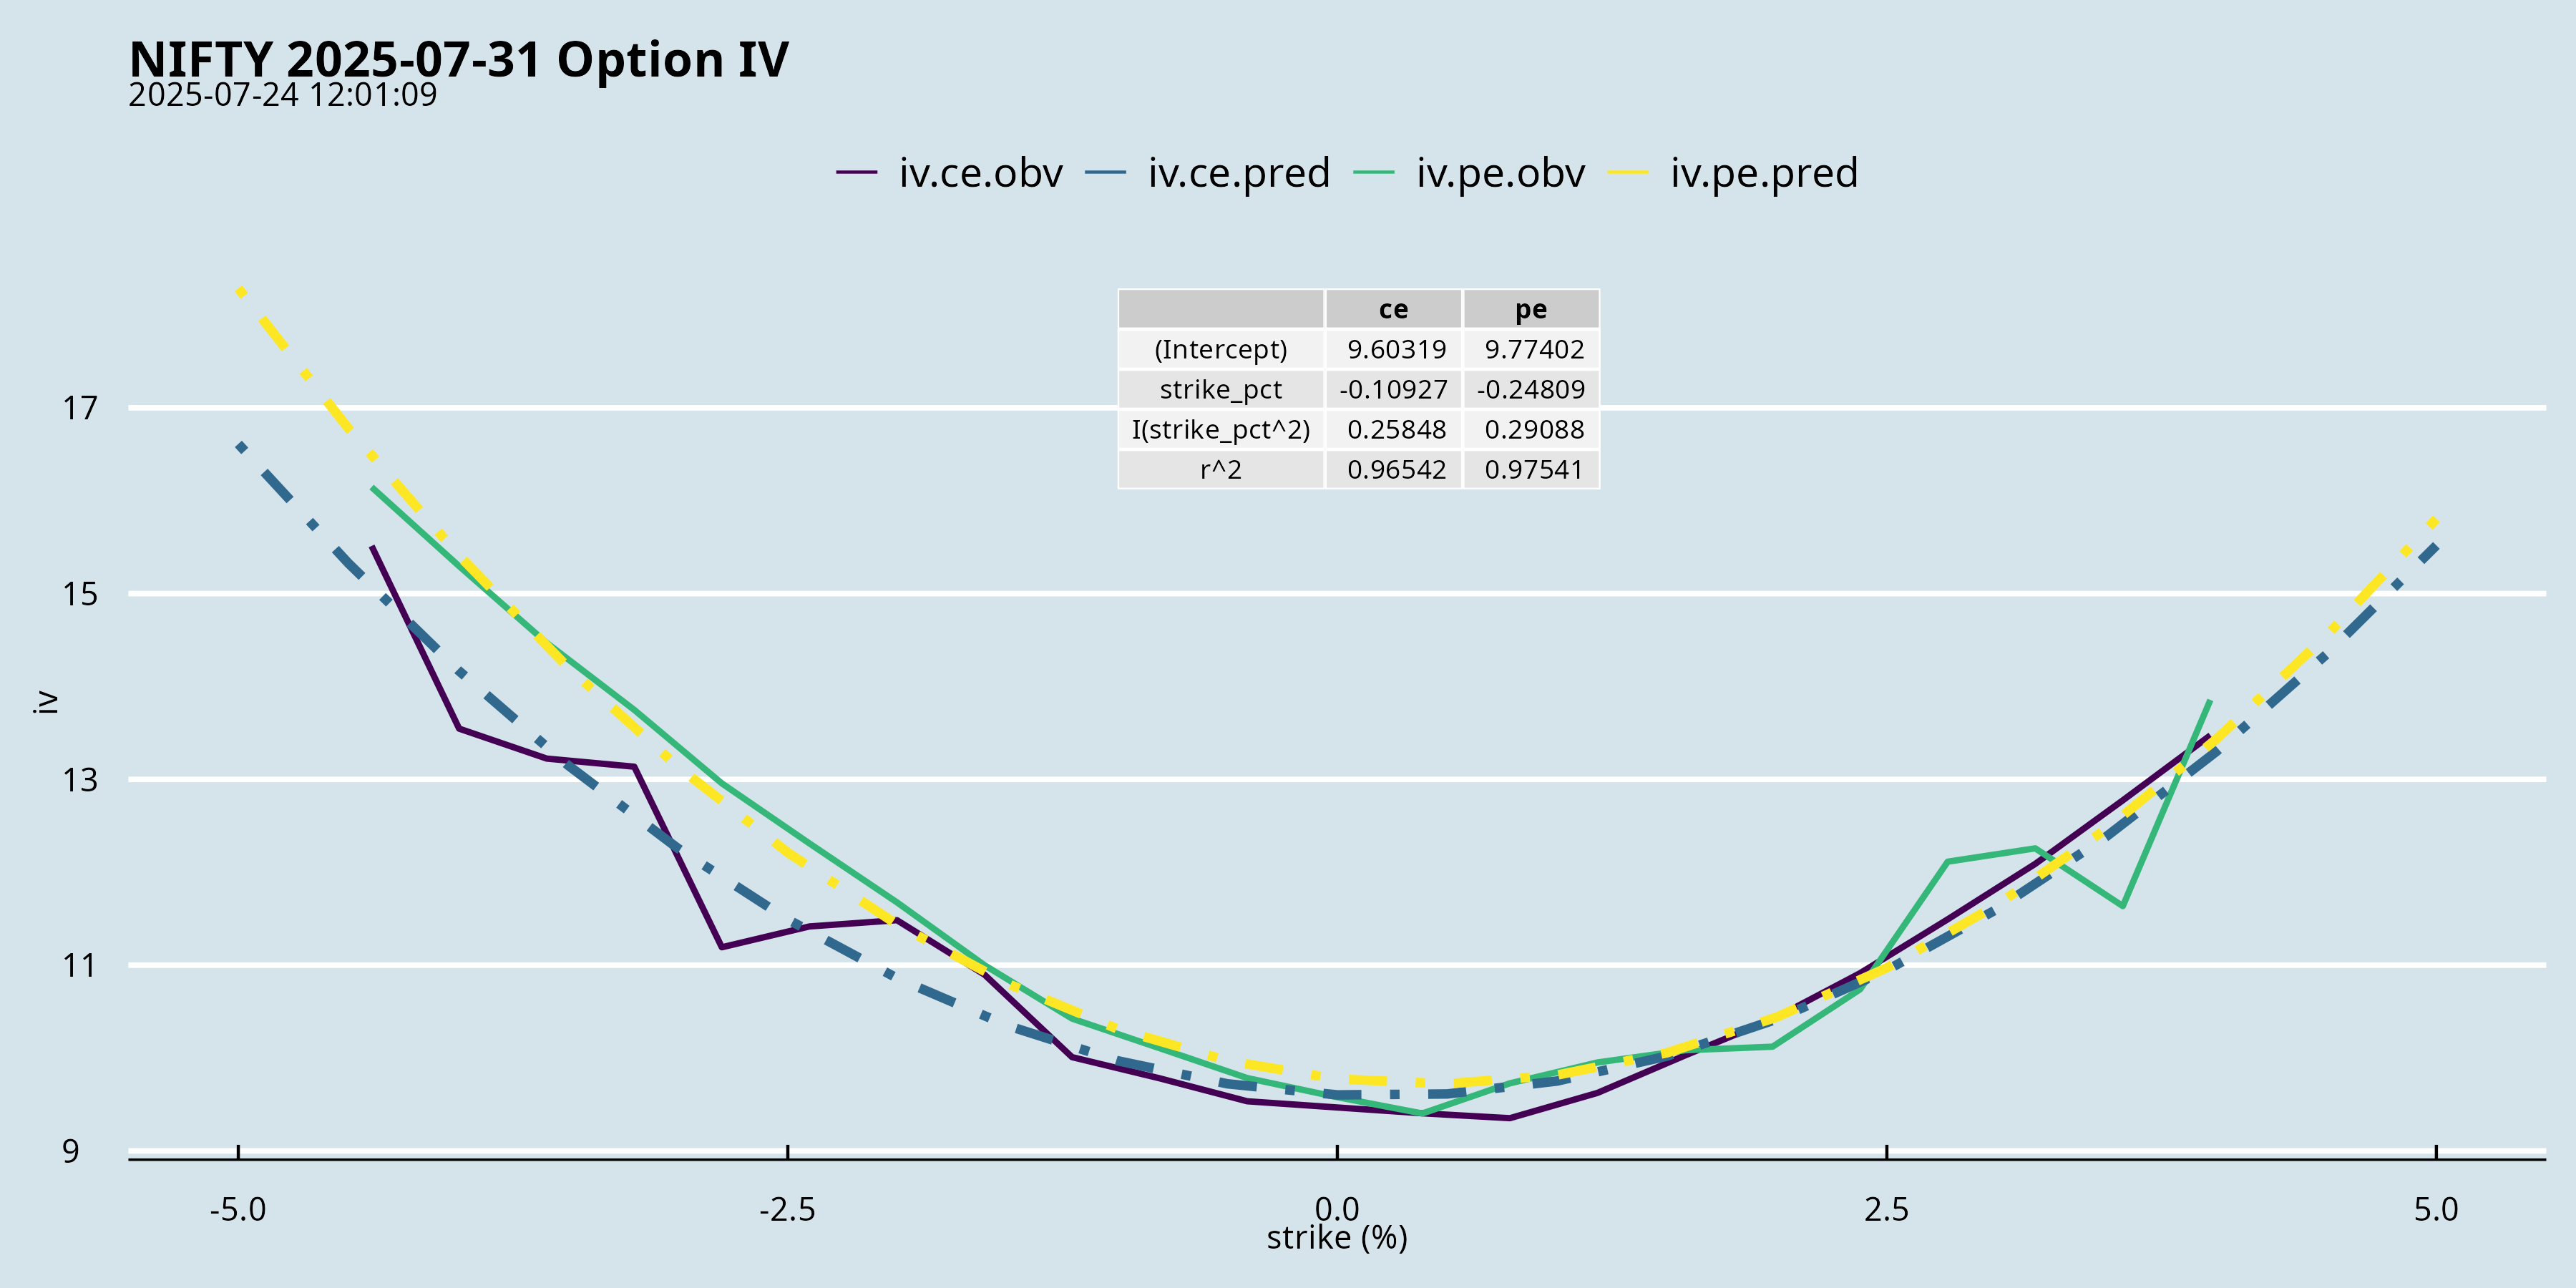 NIFTY 2025-07-31 Option IV
2025-07-24 12:01:09
iv.ce.obv iv.ce.pred iv.pe.obv iv.pe.pred
ce pe
(Intercept) 9.60319 9.77402
strike_pct -0.10927 -0.24809
I(strike_pct^2) 0.25848 0.29088
r^2 0.96542 0.97541
17
15
13
11
9
iv
-5.0 -2.5 0.0 2.5 5.0
strike (%)